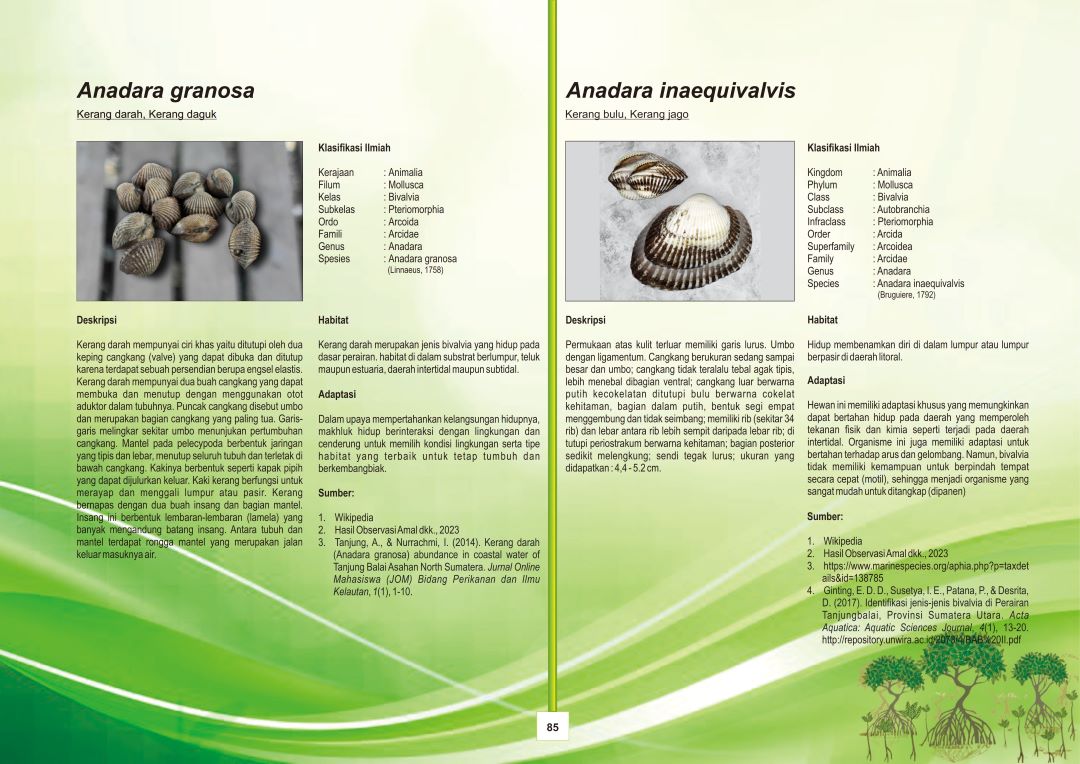 Anadara granosa
Kerang darah, Kerang daguk
Klasifikasi Ilmiah
Kerajaan : Animalia
Filum : Mollusca
Kelas : Bivalvia
Subkelas : Pteriomorphia
Ordo : Arcoida
Famili : Arcidae
Genus : Anadara
Spesies : Anadara granosa
(Linnaeus, 1758)
Deskripsi
Kerang darah mempunyai ciri khas yaitu ditutupi oleh dua
keping cangkang (valve) yang dapat dibuka dan ditutup
karena terdapat sebuah persendian berupa engsel elastis.
Kerang darah mempunyai dua buah cangkang yang dapat
membuka dan menutup dengan menggunakan otot
aduktor dalam tubuhnya. Puncak cangkang disebut umbo
dan merupakan bagian cangkang yang paling tua. Garis-
garis melingkar sekitar umbo menunjukan pertumbuhan
cangkang. Mantel pada pelecypoda berbentuk jaringan
yang tipis dan lebar, menutup seluruh tubuh dan terletak di
bawah cangkang. Kakinya berbentuk seperti kapak pipih
yang dapat dijulurkan keluar. Kaki kerang berfungsi untuk
merayap dan menggali lumpur atau pasir. Kerang
bernapas dengan dua buah insang dan bagian mantel.
Insang ini berbentuk lembaran-lembaran (lamela) yang
banyak mengandung batang insang. Antara tubuh dan
mantel terdapat rongga mantel yang merupakan jalan
keluar masuknya air.
Habitat
Kerang darah merupakan jenis bivalvia yang hidup pada
dasar perairan. habitat di dalam substrat berlumpur, teluk
maupun estuaria, daerah intertidal maupun subtidal.
Adaptasi
Dalam upaya mempertahankan kelangsungan hidupnya,
makhluk hidup berinteraksi dengan lingkungan dan
cenderung untuk memilih kondisi lingkungan serta tipe
habitat yang terbaik untuk tetap tumbuh dan
berkembangbiak.
Sumber:
1. Wikipedia
2. Hasil Observasi Amal dkk., 2023
3. Tanjung, A., & Nurrachmi, I. (2014). Kerang darah
(Anadara granosa) abundance in coastal water of
Tanjung Balai Asahan North Sumatera. Jurnal Online
Mahasiswa (JOM) Bidang Perikanan dan Ilmu
Kelautan, 1(1), 1-10.
Anadara inaequivalvis
Kerang bulu, Kerang jago
Klasifikasi Ilmiah
Kingdom : Animalia
Phylum : Mollusca
Class : Bivalvia
Subclass : Autobranchia
Infraclass : Pteriomorphia
Order : Arcida
Superfamily : Arcoidea
Family : Arcidae
Genus : Anadara
Species : Anadara inaequivalvis
(Bruguiere, 1792)
Deskripsi
Permukaan atas kulit terluar memiliki garis lurus. Umbo
dengan ligamentum. Cangkang berukuran sedang sampai
besar dan umbo; cangkang tidak teralalu tebal agak tipis,
lebih menebal dibagian ventral; cangkang luar berwarna
putih kecokelatan ditutupi bulu berwarna cokelat
kehitaman, bagian dalam putih, bentuk segi empat
menggembung dan tidak seimbang; memiliki rib (sekitar 34
rib) dan lebar antara rib lebih sempit daripada lebar rib; di
tutupi periostrakum berwarna kehitaman; bagian posterior
sedikit melengkung; sendi tegak lurus; ukuran yang
didapatkan : 4,4 - 5.2 cm.
Habitat
Hidup membenamkan diri di dalam lumpur atau lumpur
berpasir di daerah litoral.
Adaptasi
Hewan ini memiliki adaptasi khusus yang memungkinkan
dapat bertahan hidup pada daerah yang memperoleh
tekanan fisik dan kimia seperti terjadi pada daerah
intertidal. Organisme ini juga memiliki adaptasi untuk
bertahan terhadap arus dan gelombang. Namun, bivalvia
tidak memiliki kemampuan untuk berpindah tempat
secara cepat (motil), sehingga menjadi organisme yang
sangat mudah untuk ditangkap (dipanen)
Sumber:
1. Wikipedia
2. Hasil Observasi Amal dkk., 2023
3. https://www.marinespecies.org/aphia.php?p=taxdet
ails&id=138785
4. Ginting, E. D. D., Susetya, I. E., Patana, P., & Desrita,
D. (2017). Identifikasi jenis-jenis bivalvia di Perairan
Tanjungbalai, Provinsi Sumatera Utara. Acta
Aquatica: Aquatic Sciences Journal, 4(1), 13-20.
http://repository.unwira.ac.id/2078/4/BAB%20II.pdf
85